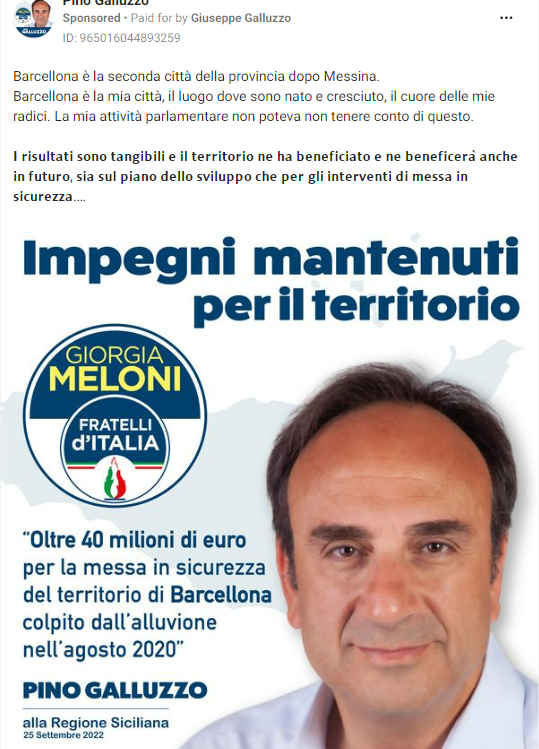 Pino Galluzzo
Sponsored • Paid for by Giuseppe Galluzzo
ID: 965016044893259
GALLUZZO
Barcellona è la seconda città della provincia dopo Messina.
Barcellona è la mia città, il luogo dove sono nato e cresciuto, il cuore delle mie
radici. La mia attività parlamentare non poteva non tenere conto di questo.
I risultati sono tangibili e il territorio ne ha beneficiato e ne beneficerà anche
in futuro, sia sul piano dello sviluppo che per gli interventi di messa in
sicurezza....
Impegni mantenuti
per il territorio
GIORGIA
MELONI
FRATELLI
d'ITALIA
“Oltre 40 milioni di euro
per la messa in sicurezza
del territorio di Barcellona
colpito dall'alluvione
nell'agosto 2020”
PINO GALLUZZO
alla Regione Siciliana
25 Settembre 2022